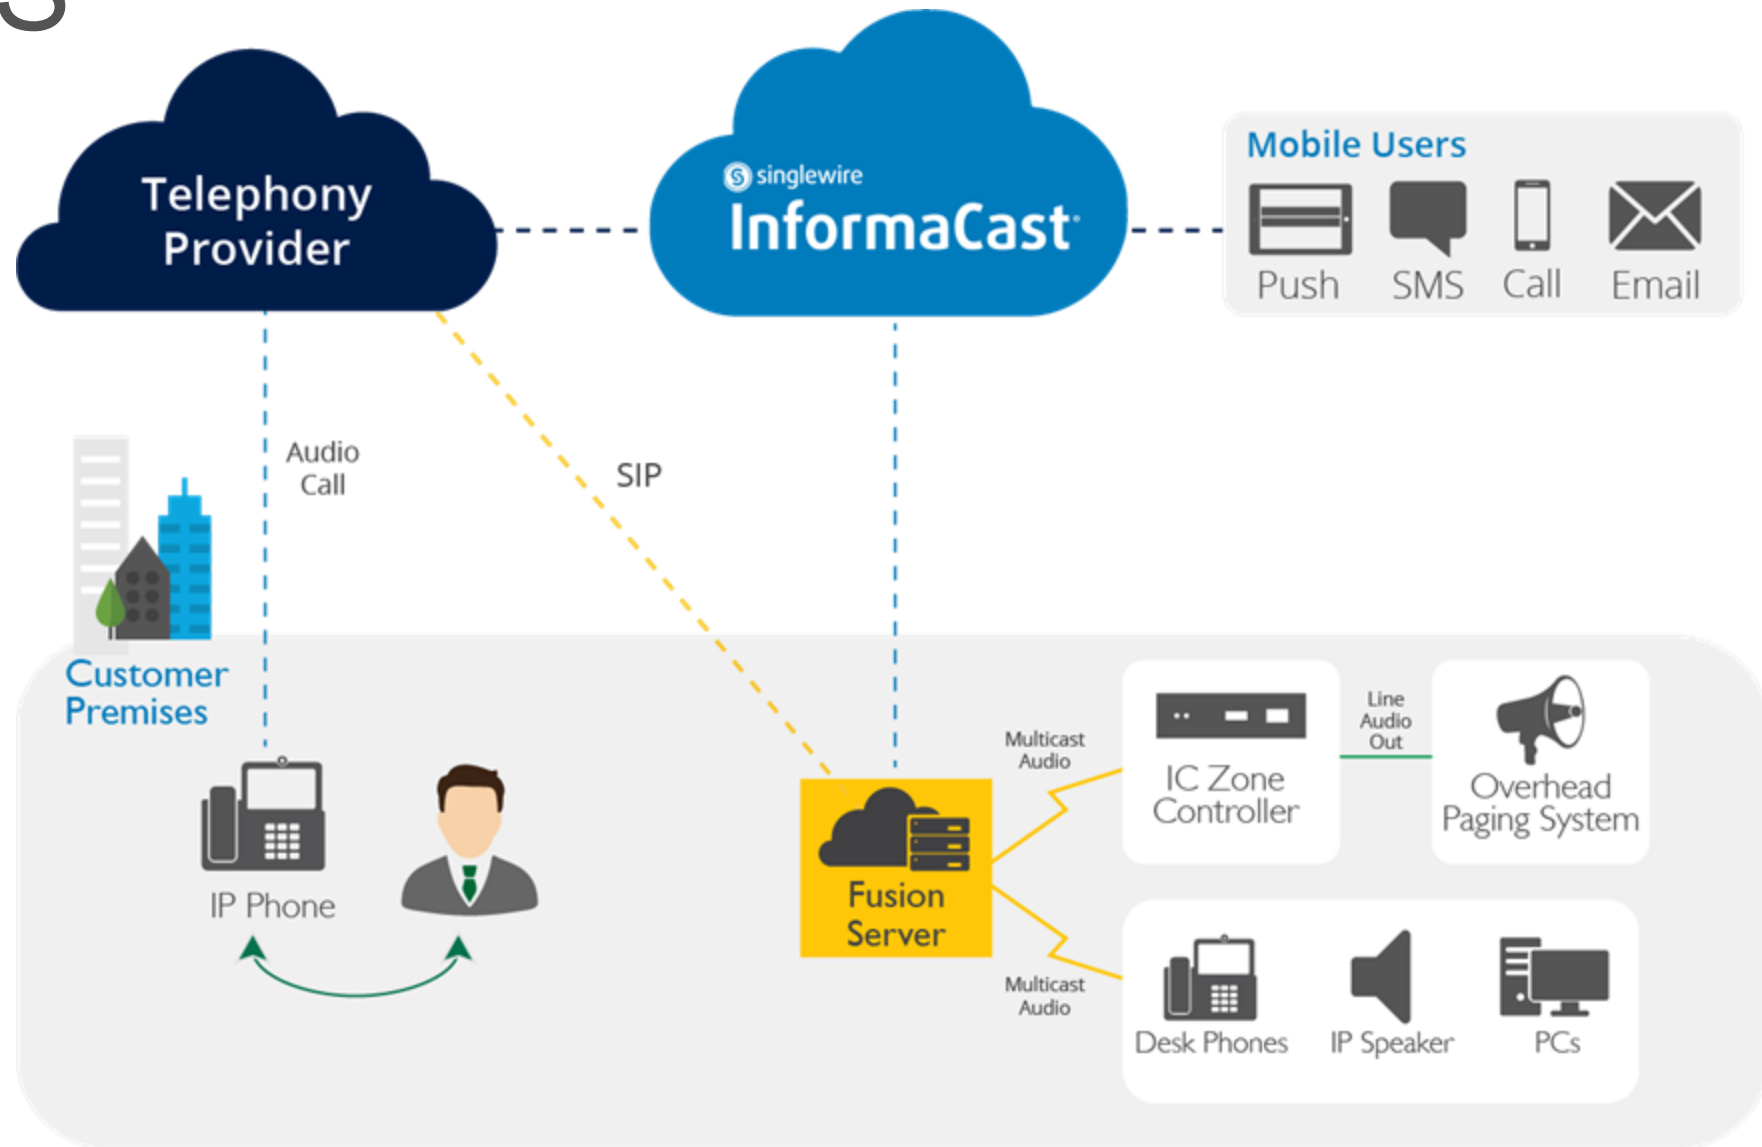 S
Telephony
Provider
singlewire
InformaCast
Mobile Users
Push SMS Call Email
Audio
Call
SIP
Customer
Premises
IP Phone
Fusion
Server
Multicast
Audio
IC Zone
Controller
Line
Audio
Out
Overhead
Paging System
Multicast
Audio
Desk Phones IP Speaker PCs